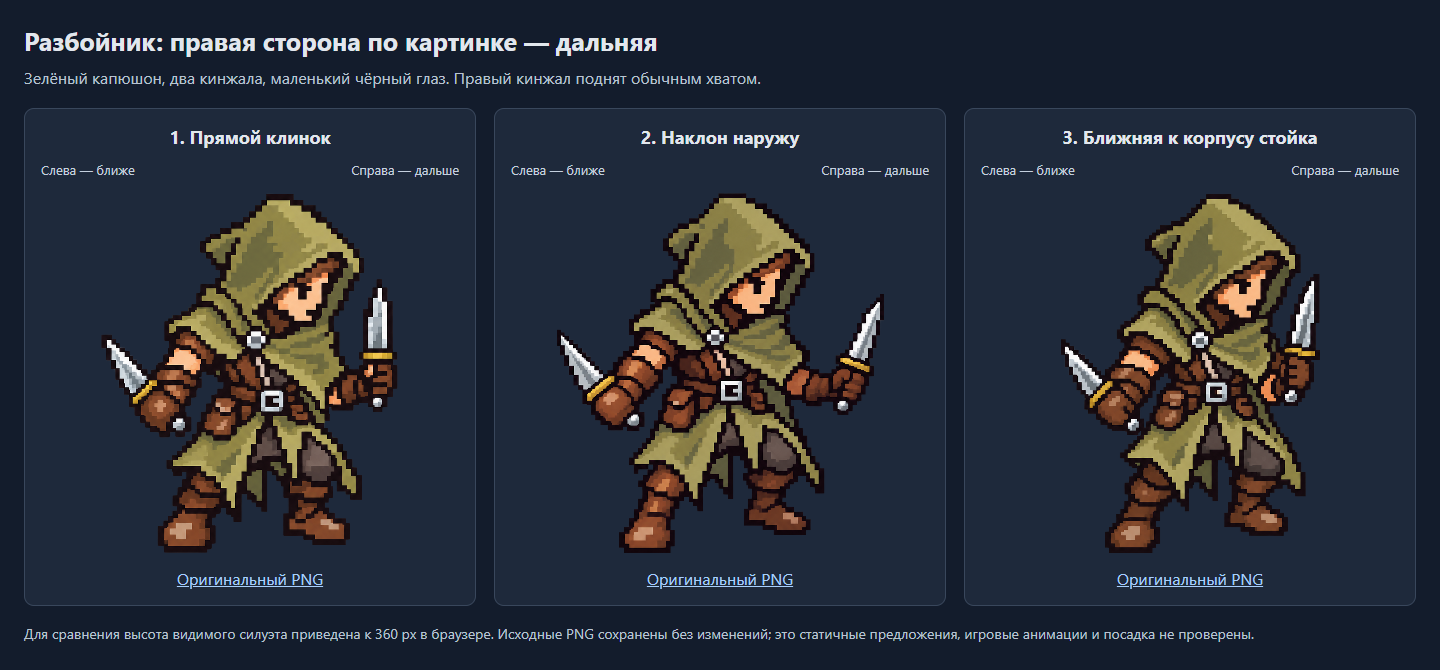 Разбойник: правая сторона по картинке — дальняя
Зелёный капюшон, два кинжала, маленький чёрный глаз. Правый кинжал поднят обычным хватом.
1. Прямой клинок
Слева — ближе
Справа — дальше
Оригинальный PNG
2. Наклон наружу
Слева — ближе
Справа — дальше
Оригинальный PNG
3. Ближняя к корпусу стойка
Слева — ближе
Справа — дальше
Оригинальный PNG
Для сравнения высота видимого силуэта приведена к 360 px в браузере. Исходные PNG сохранены без изменений; это статичные предложения, игровые анимации и посадка не проверены.